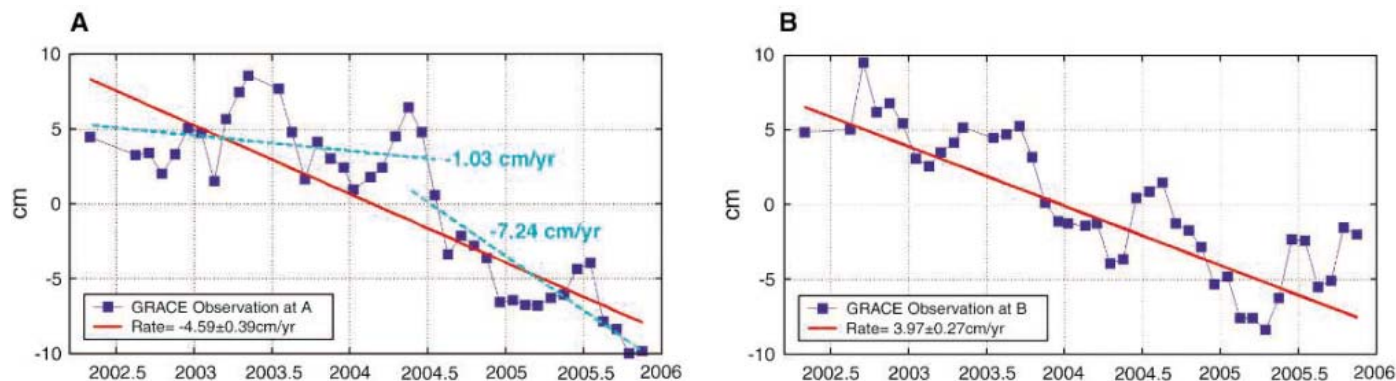 A
cm
10
5
0
-5
-10
-1.03 cm/yr
-7.24 cm/yr
GRACE Observation at A
Rate= -4.59±0.39cm/yr
2002.5 2003 2003.5 2004 2004.5 2005 2005.5 2006
B
cm
10
5
0
-5
-10
GRACE Observation at B
Rate= 3.97±0.27cm/yr
2002.5 2003 2003.5 2004 2004.5 2005 2005.5 2006